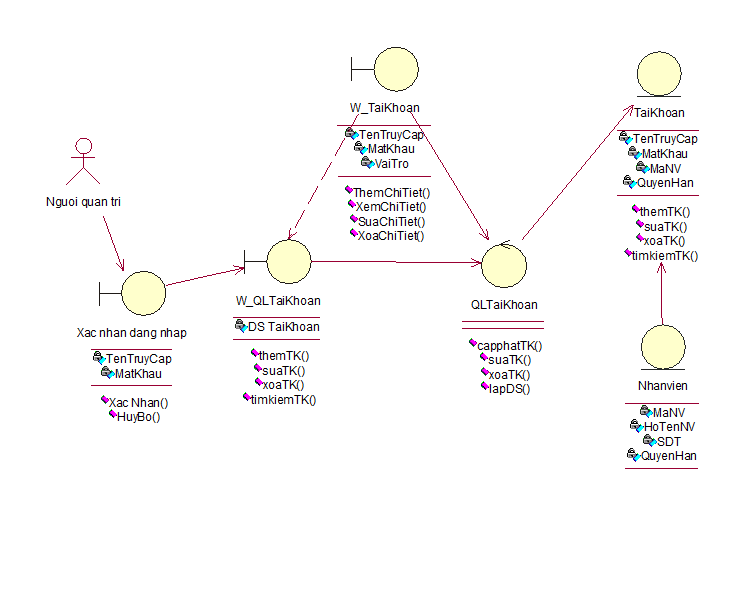 W_TaiKhoan
TenTruyCap
MatKhau
VaiTro
ThemChiTiet()
XemChiTiet()
SuaChiTiet()
XoaChiTiet()
TaiKhoan
TenTruyCap
MatKhau
MaNV
QuyenHan
themTK()
suaTK()
xoaTK()
timkiemTK()
Nguoi quan tri
Xac nhan dang nhap
TenTruyCap
MatKhau
Xac Nhan()
HuyBo()
W_QLTaiKhoan
DS TaiKhoan
themTK()
suaTK()
xoaTK()
timkiemTK()
QLTaiKhoan
capphatTK()
suaTK()
xoaTK()
lapDS()
Nhanvien
MaNV
HoTenNV
SDT
QuyenHan